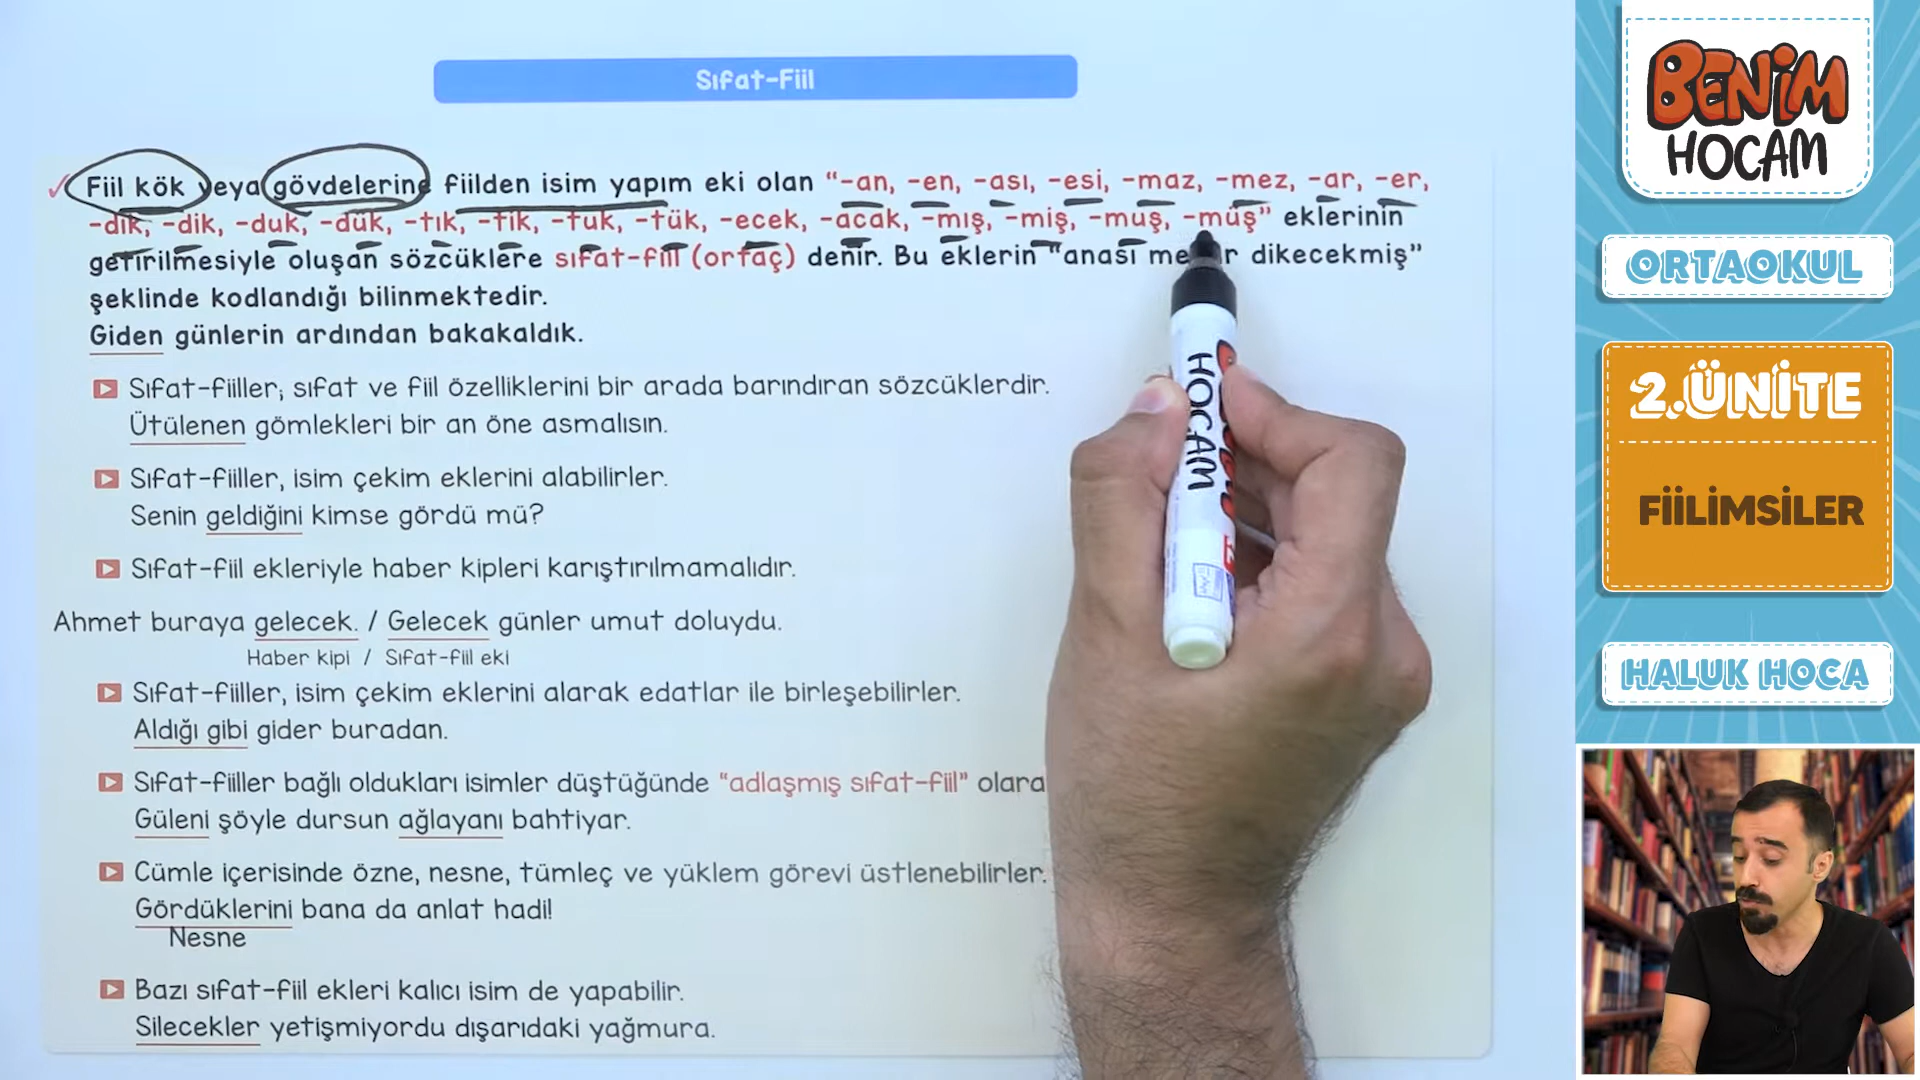 Sıfat-Fiil
✓ Fiil kök veya gövdelerine fiilden isim yapım eki olan “-an, -en, -ası, -esi, -maz, -mez, -ar, -er,
-dık, -dik, -duk, -dük, -tık, -tik, -tuk, -tük, -ecek, -acak, -mış, -miş, -muş, -müş” eklerinin
getirilmesiyle oluşan sözcüklere sıfat-fiil (ortaç) denir. Bu eklerin “anası dikecekmiş”
şeklinde kodlandığı bilinmektedir.
Giden günlerin ardından bakakaldık.
Sıfat-fiiller; sıfat ve fiil özelliklerini bir arada barındıran sözcüklerdir.
Ütülenen gömlekleri bir an öne asmalısın.
Sıfat-fiiller, isim çekim eklerini alabilirler.
Senin geldiğini kimse gördü mü?
Sıfat-fiil ekleriyle haber kipleri karıştırılmamalıdır.
Ahmet buraya gelecek. / Gelecek günler umut doluydu.
Haber kipi / Sıfat-fiil eki
Sıfat-fiiller, isim çekim eklerini alarak edatlar ile birleşebilirler.
Aldığı gibi gider buradan.
Sıfat-fiiller bağlı oldukları isimler düştüğünde “adlaşmış sıfat-fiil” olara
Güleni şöyle dursun ağlayanı bahtiyar.
Cümle içerisinde özne, nesne, tümleç ve yüklem görevi üstlenebilirler.
Gördüklerini bana da anlat hadi!
Nesne
Bazı sıfat-fiil ekleri kalıcı isim de yapabilir.
Silecekler yetişmiyordu dışarıdaki yağmura.
HOCAM
BENİM
HOCAM
ORTAOKUL
2.ÜNİTE
FİİLİMSİLER
HALUK HOCA